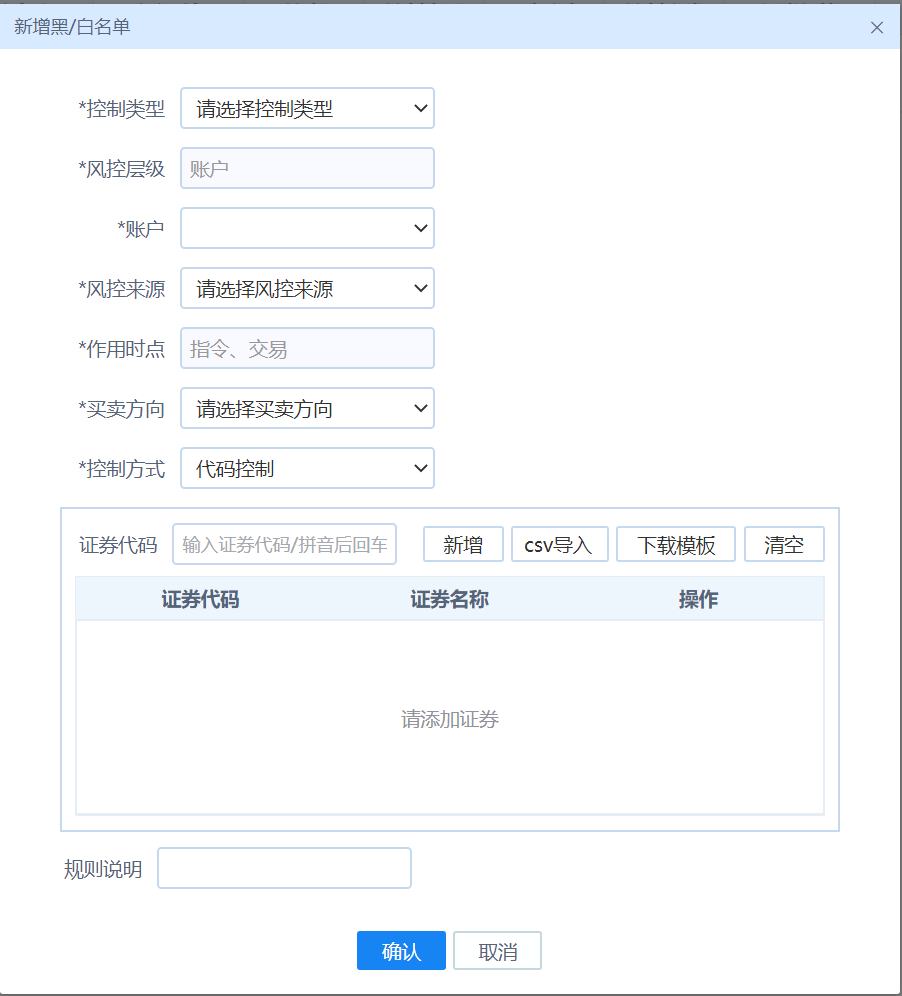 新增黑/白名单
*控制类型 请选择控制类型
*风控层级 账户
*账户
*风控来源 请选择风控来源
*作用时点 指令、交易
*买卖方向 请选择买卖方向
*控制方式 代码控制
证券代码 输入证券代码/拼音后回车 新增 csv导入 下载模板 清空
证券代码 证券名称 操作
请添加证券
规则说明
确认 取消